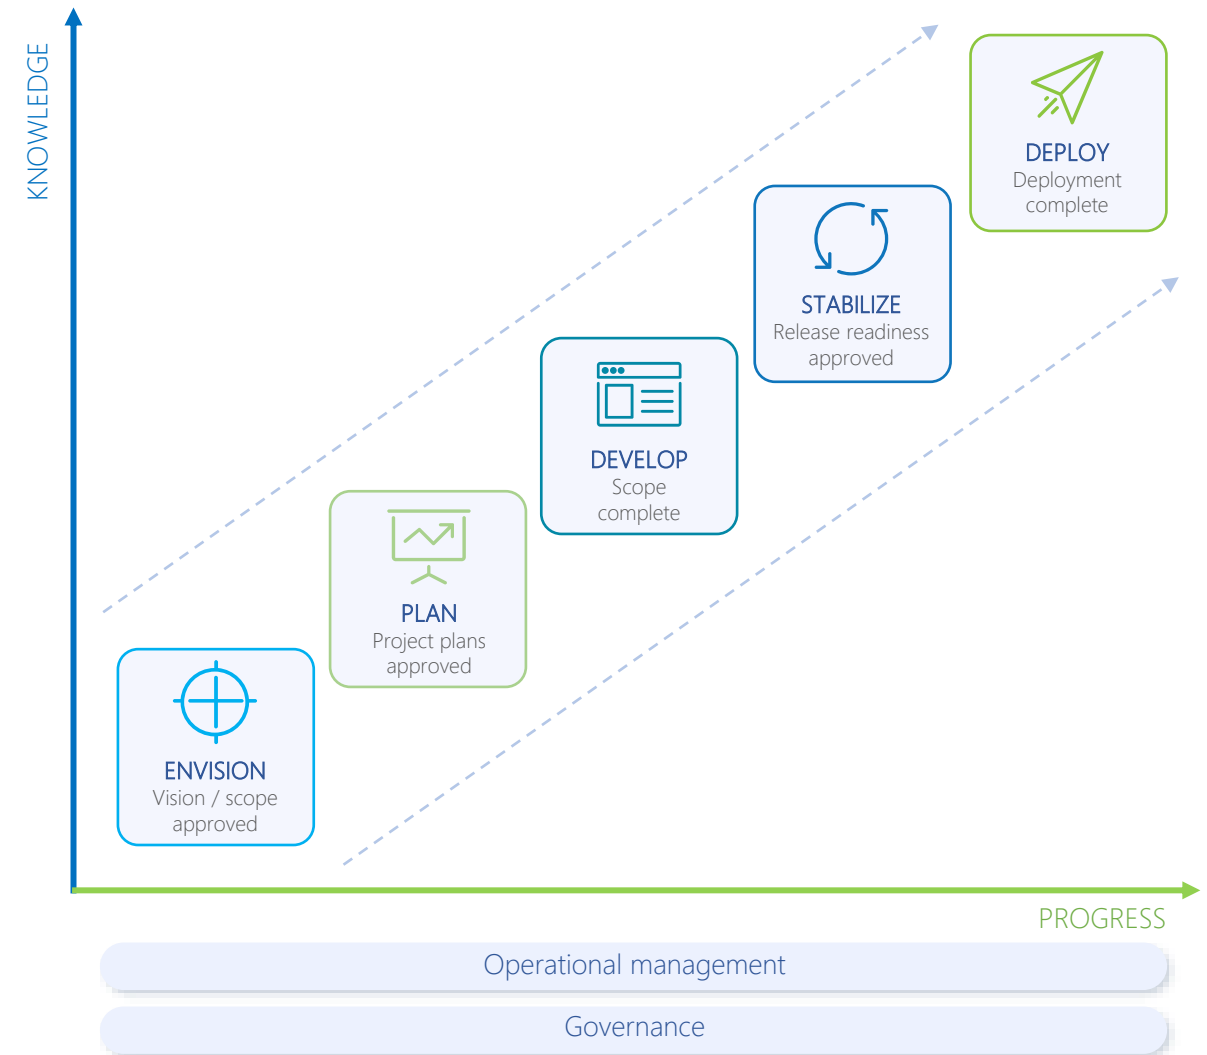 KNOWLEDGE
DEPLOY
Deployment
complete
STABILIZE
Release readiness
approved
DEVELOP
Scope
complete
PLAN
Project plans
approved
ENVISION
Vision / scope
approved
PROGRESS
Operational management
Governance